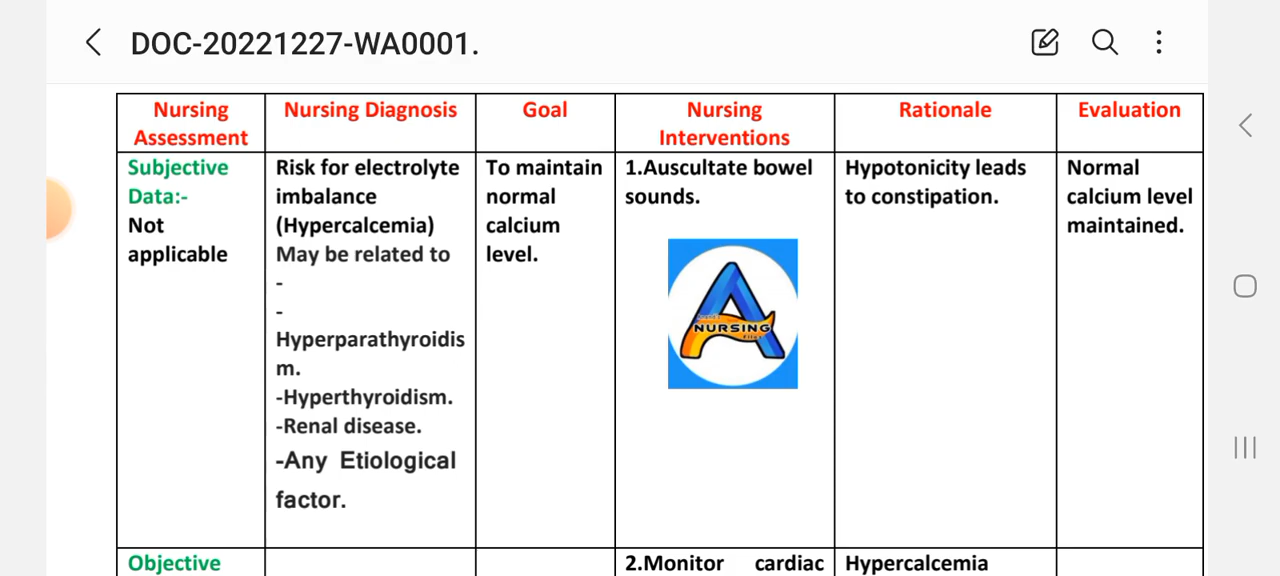 DOC-20221227-WA0001.
Nursing
Assessment
Nursing Diagnosis
Goal
Nursing
Interventions
Rationale
Evaluation
Subjective
Data:-
Not
applicable
Risk for electrolyte
imbalance
(Hypercalcemia)
May be related to
-
-
Hyperparathyroidis
m.
-Hyperthyroidism.
-Renal disease.
-Any Etiological
factor.
To maintain
normal
calcium
level.
1.Auscultate bowel
sounds.
NURSING
Hypotonicity leads
to constipation.
Normal
calcium level
maintained.
Objective
2.Monitor cardiac
Hypercalcemia